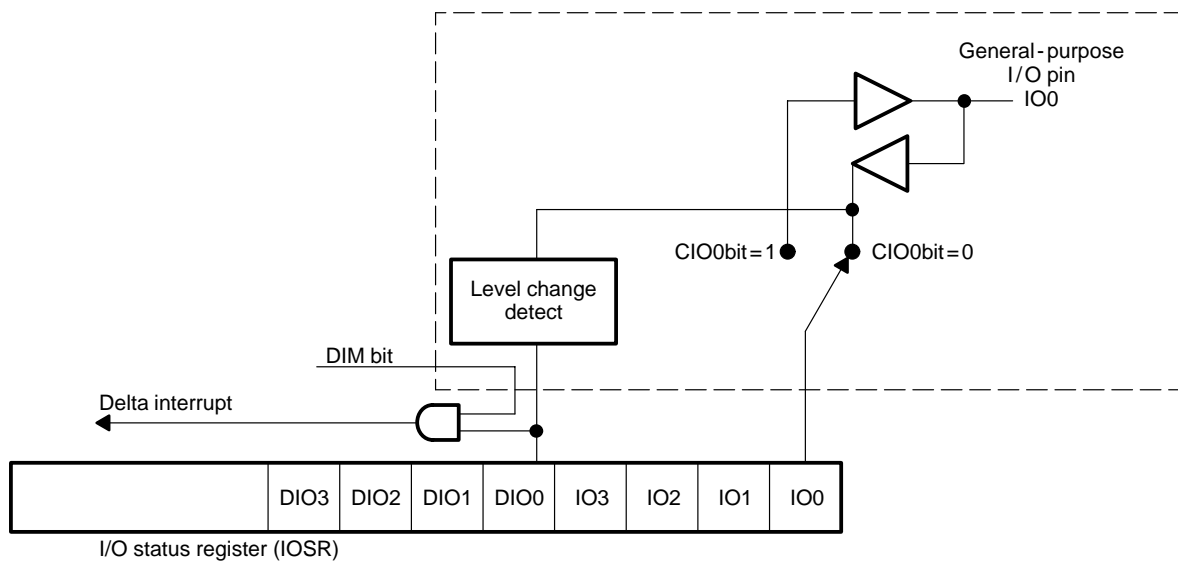 General-purpose
I/O pin
IO0
CIO0bit=1
CIO0bit=0
Level change
detect
DIM bit
Delta interrupt
DIO3 DIO2 DIO1 DIO0 IO3 IO2 IO1 IO0
I/O status register (IOSR)